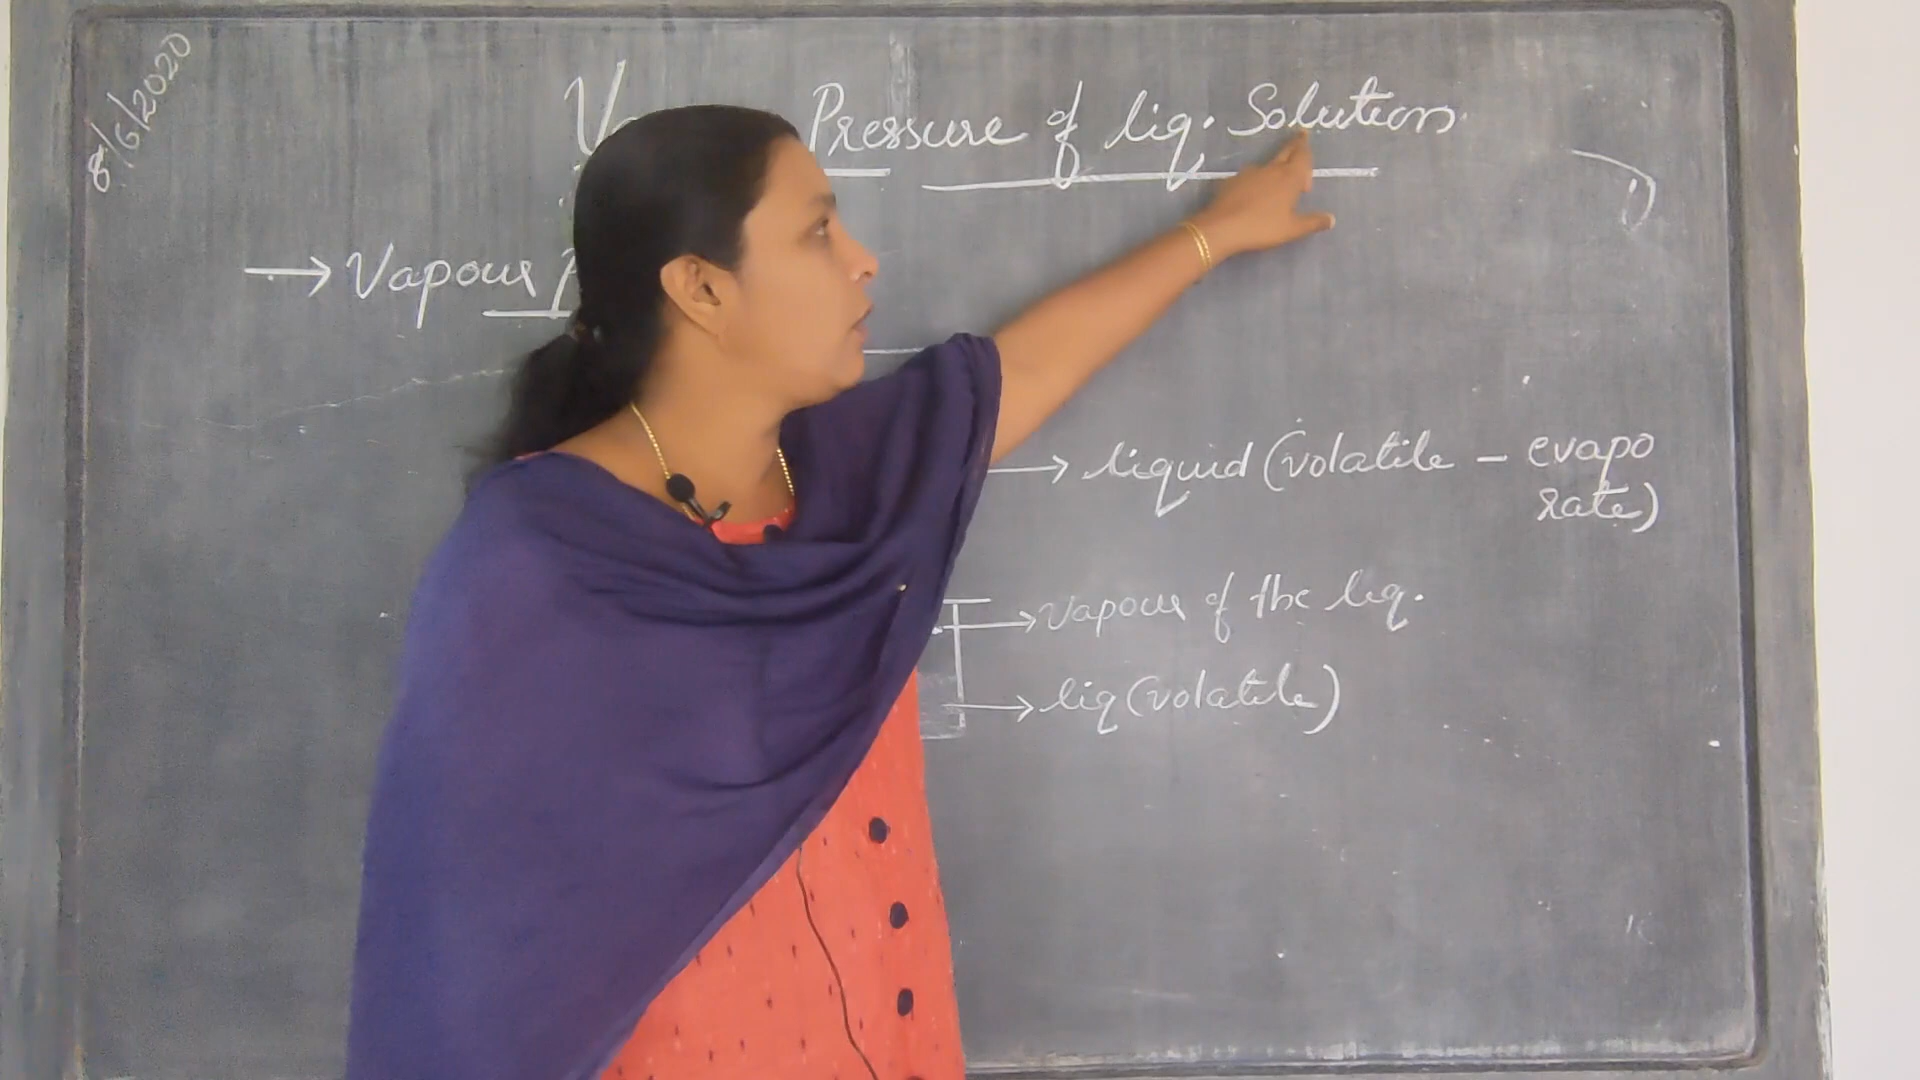 8/6/2020
Pressure of liq. Solutions
→ Vapour
→ liquid (volatile - evapo
rate)
→ Vapour of the liq.
→ liq (volatile)